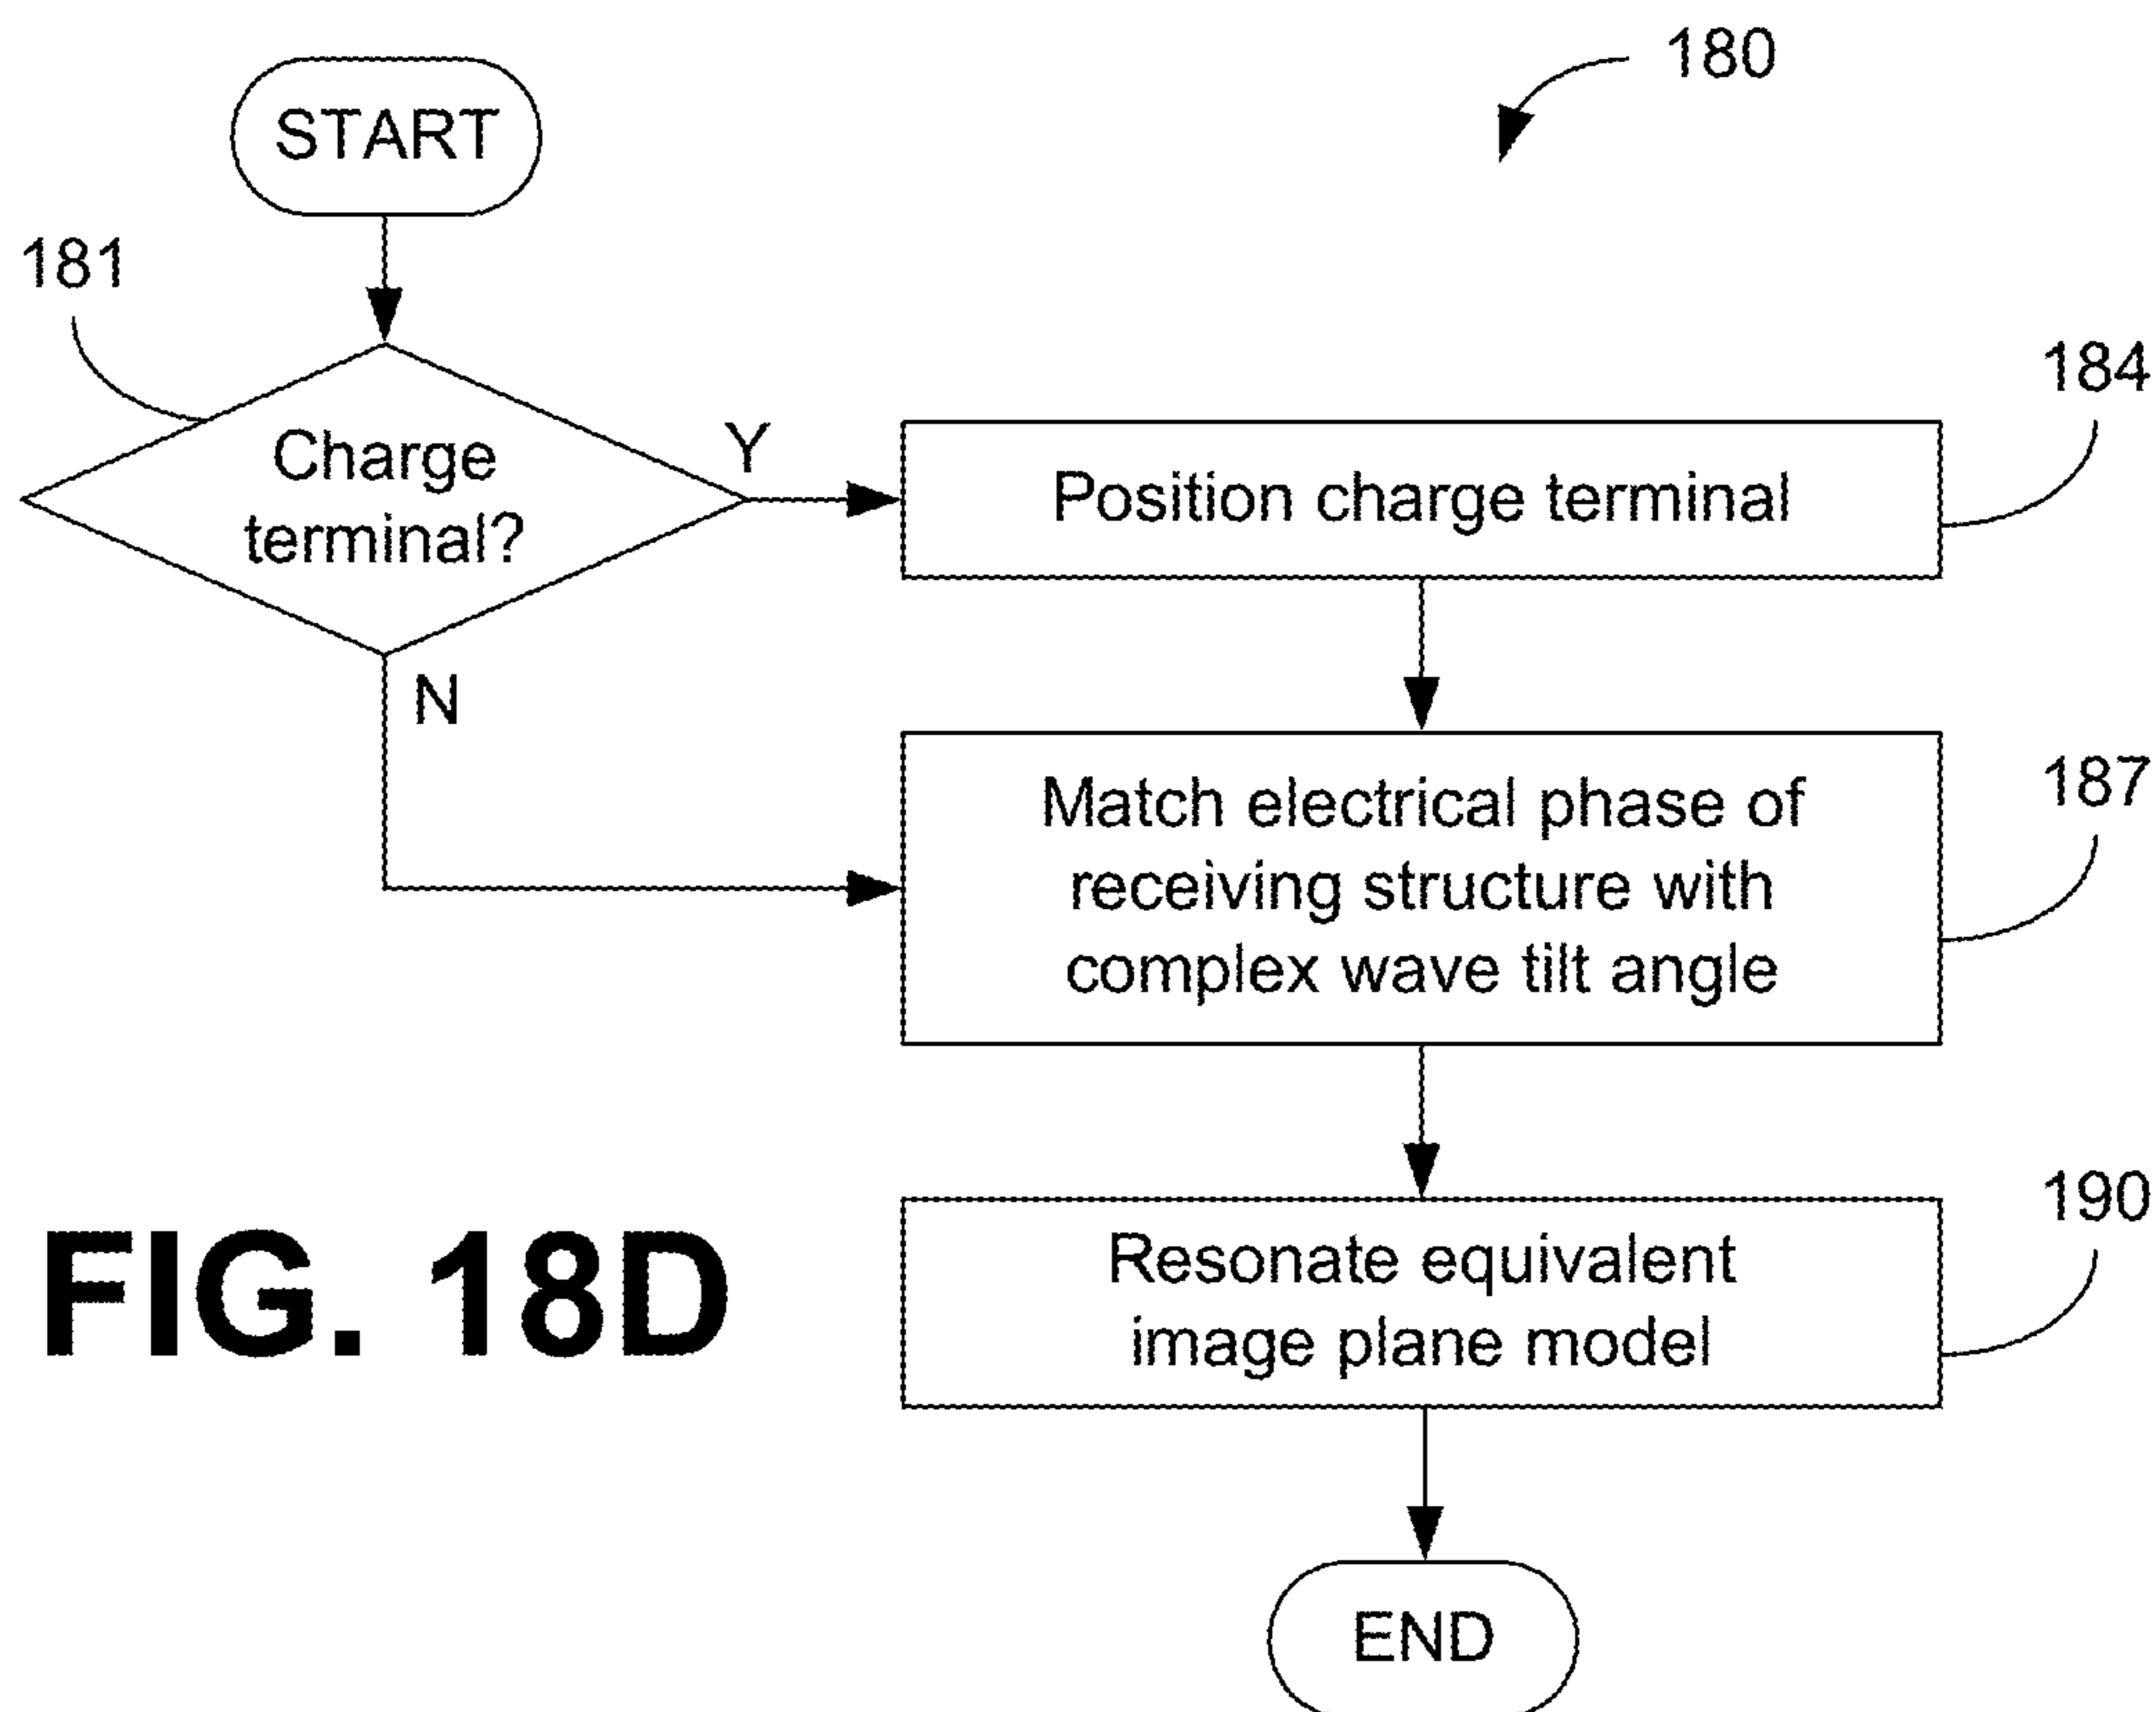 180
START
181
Charge
terminal?
Y
N
184
Position charge terminal
187
Match electrical phase of
receiving structure with
complex wave tilt angle
190
Resonate equivalent
image plane model
END
FIG. 18D